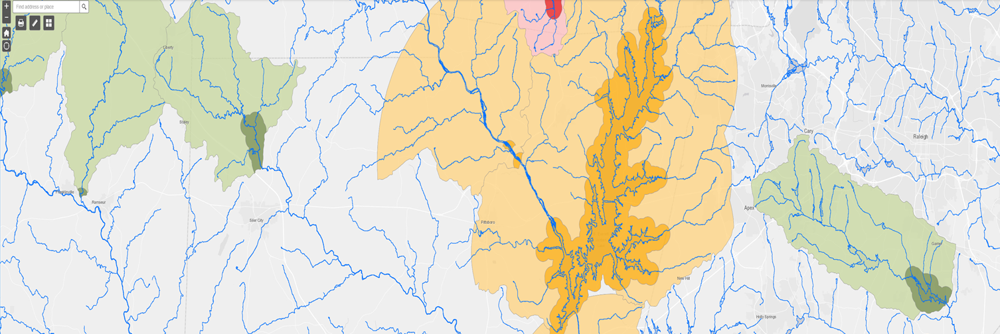 +
Find address or place
−
Liberty
Morrisville
Staley
Cary
Raleigh
Ramseur
Apex
Siler City
Pittsboro
Garner
New Hill
Holly Springs